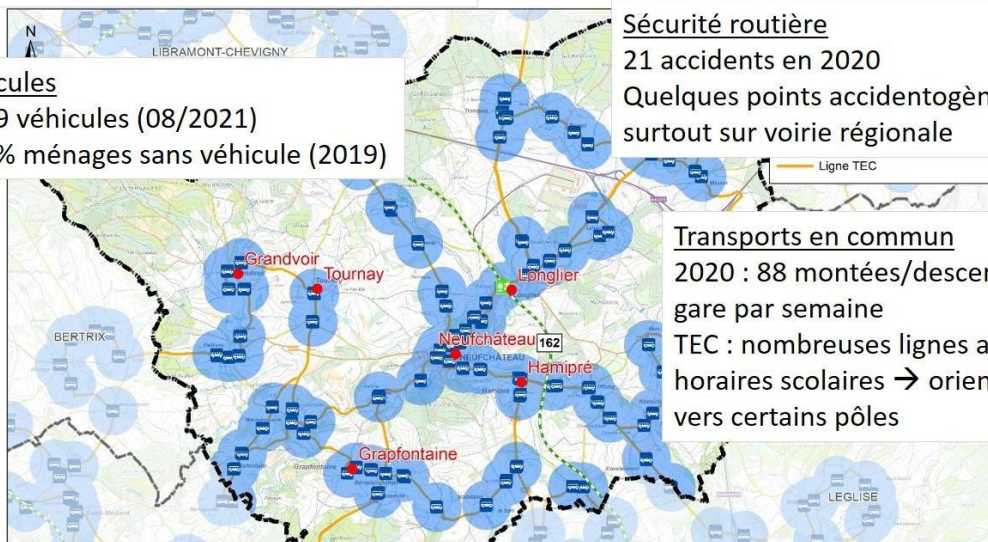 N
LIBRAMONT-CHEVIGNY
cules
9 véhicules (08/2021)
% ménages sans véhicule (2019)
Sécurité routière
21 accidents en 2020
Quelques points accidentogèn
surtout sur voirie régionale
Ligne TEC
Transports en commun
2020 : 88 montées/descen
gare par semaine
TEC : nombreuses lignes a
horaires scolaires → orien
vers certains pôles
Grandvoir
Tournay
Longlier
BERTRIX
Neufchâteau
NEUFCHÂTEAU
162
Hamipré
Grapfontaine
Grapfontaine
LEGLISE